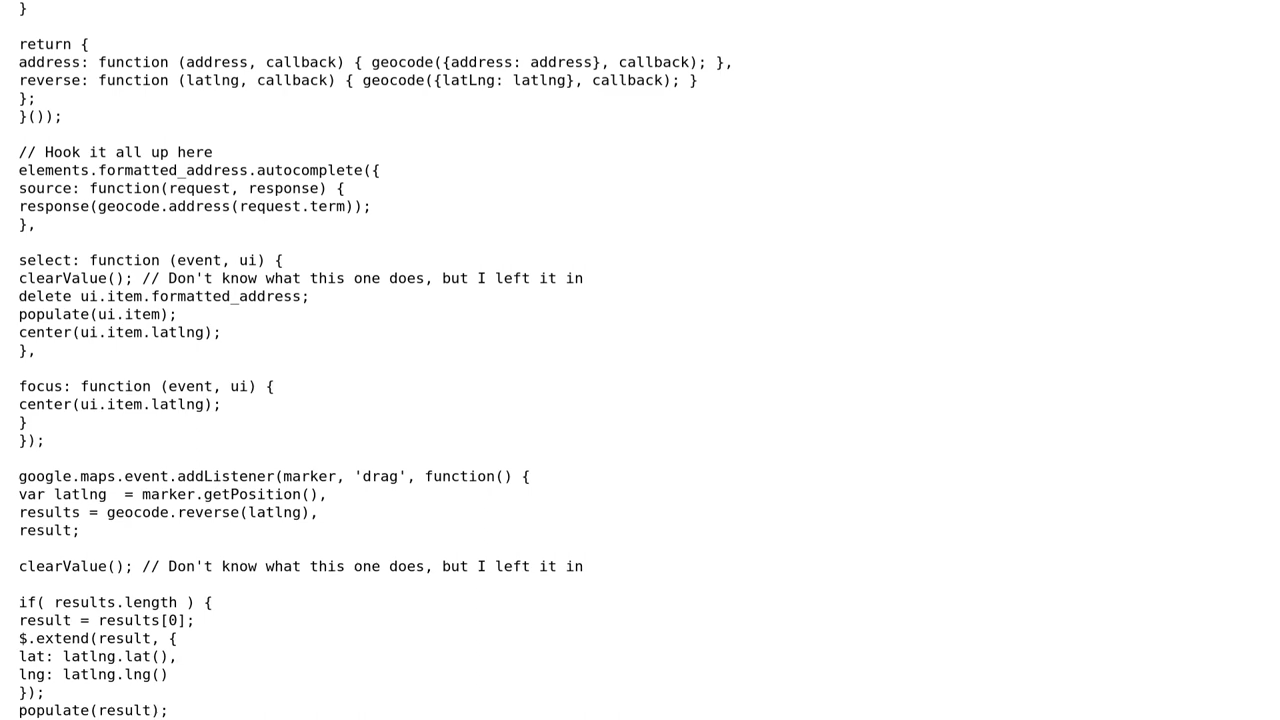 }

return {
address: function (address, callback) { geocode({address: address}, callback); },
reverse: function (latlng, callback) { geocode({latLng: latlng}, callback); }
};
}());

// Hook it all up here
elements.formatted_address.autocomplete({
source: function(request, response) {
response(geocode.address(request.term));
},

select: function (event, ui) {
clearValue(); // Don't know what this one does, but I left it in
delete ui.item.formatted_address;
populate(ui.item);
center(ui.item.latlng);
},

focus: function (event, ui) {
center(ui.item.latlng);
}
});

google.maps.event.addListener(marker, 'drag', function() {
var latlng  = marker.getPosition(),
results = geocode.reverse(latlng),
result;

clearValue(); // Don't know what this one does, but I left it in

if( results.length ) {
result = results[0];
$.extend(result, {
lat: latlng.lat(),
lng: latlng.lng()
});
populate(result);